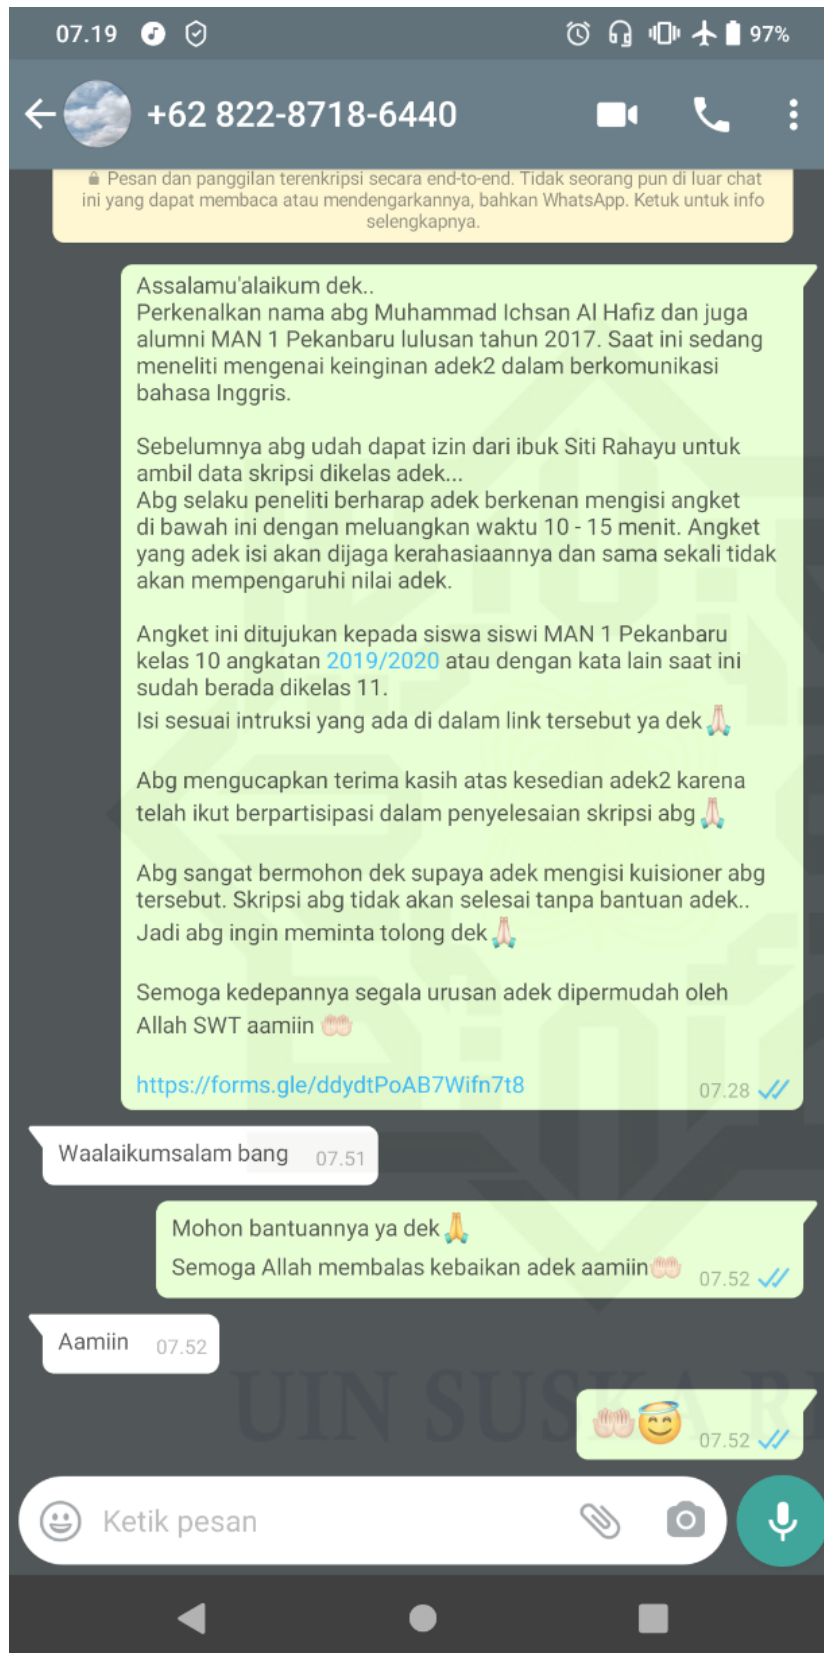 07.19
97%
+62 822-8718-6440
Pesan dan panggilan terenkripsi secara end-to-end. Tidak seorang pun di luar chat
ini yang dapat membaca atau mendengarkannya, bahkan WhatsApp. Ketuk untuk info
selengkapnya.
Assalamu'alaikum dek..
Perkenalkan nama abg Muhammad Ichsan Al Hafiz dan juga
alumni MAN 1 Pekanbaru lulusan tahun 2017. Saat ini sedang
meneliti mengenai keinginan adek2 dalam berkomunikasi
bahasa Inggris.
Sebelumnya abg udah dapat izin dari ibuk Siti Rahayu untuk
ambil data skripsi dikelas adek...
Abg selaku peneliti berharap adek berkenan mengisi angket
di bawah ini dengan meluangkan waktu 10 - 15 menit. Angket
yang adek isi akan dijaga kerahasiaannya dan sama sekali tidak
akan mempengaruhi nilai adek.
Angket ini ditujukan kepada siswa siswi MAN 1 Pekanbaru
kelas 10 angkatan 2019/2020 atau dengan kata lain saat ini
sudah berada dikelas 11.
Isi sesuai intruksi yang ada di dalam link tersebut ya dek🙏🏻
Abg mengucapkan terima kasih atas kesedian adek2 karena
telah ikut berpartisipasi dalam penyelesaian skripsi abg🙏🏻
Abg sangat bermohon dek supaya adek mengisi kuisioner abg
tersebut. Skripsi abg tidak akan selesai tanpa bantuan adek..
Jadi abg ingin meminta tolong dek🙏🏻
Semoga kedepannya segala urusan adek dipermudah oleh
Allah SWT aamiin 🤲🏻
https://forms.gle/ddydtPoAB7Wifn7t8
07.28
Waalaikumsalam bang 07.51
Mohon bantuannya ya dek🙏
Semoga Allah membalas kebaikan adek aamiin🤲🏻 07.52
Aamiin 07.52
🤲🏻😇 07.52
UIN SUSKA R
Ketik pesan